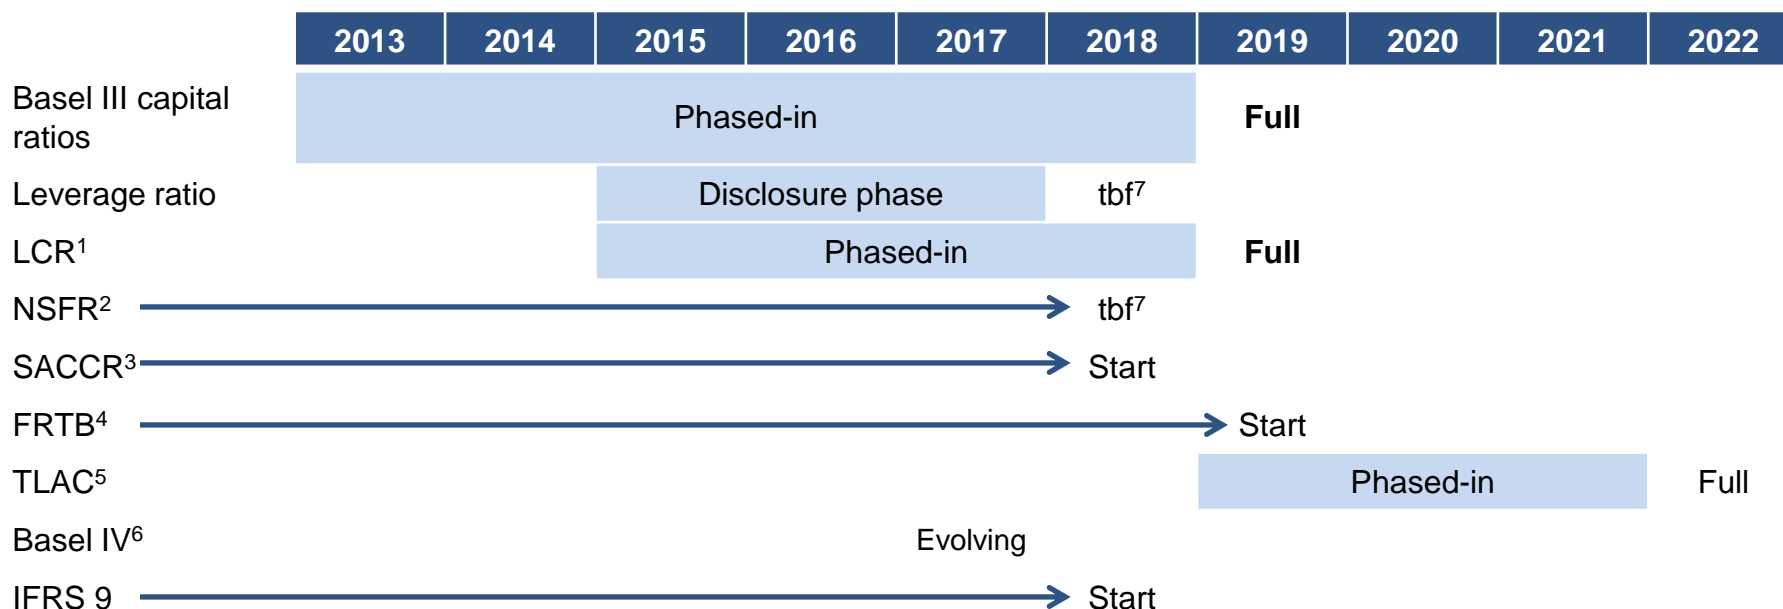 2013 2014 2015 2016 2017 2018 2019 2020 2021 2022
Basel III capital
ratios
Phased-in Full
Leverage ratio Disclosure phase tbf⁷
LCR¹ Phased-in Full
NSFR² tbf⁷
SACCR³ Start
FRTB⁴ Start
TLAC⁵ Phased-in Full
Basel IV⁶ Evolving
IFRS 9 Start